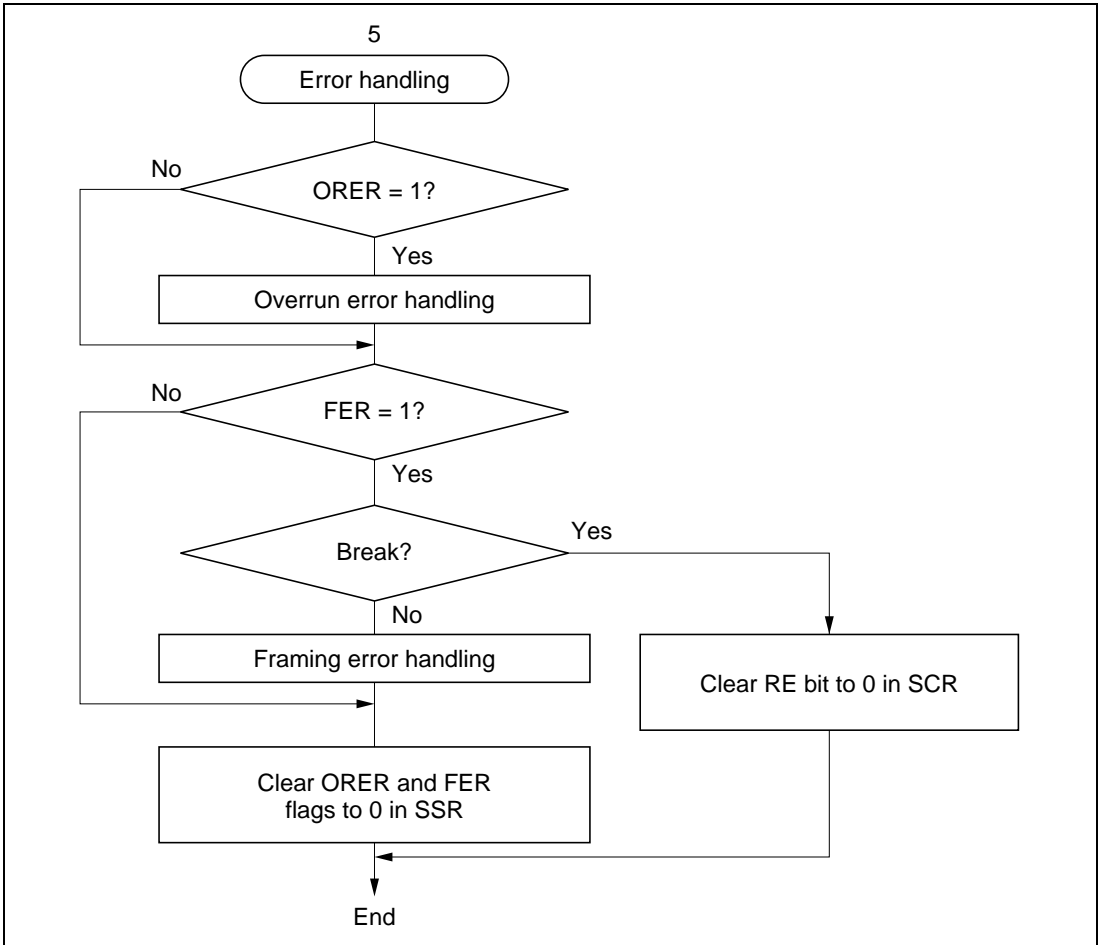 5
Error handling
No
ORER = 1?
Yes
Overrun error handling
No
FER = 1?
Yes
Yes
Break?
No
Framing error handling
Clear RE bit to 0 in SCR
Clear ORER and FER
flags to 0 in SSR
End